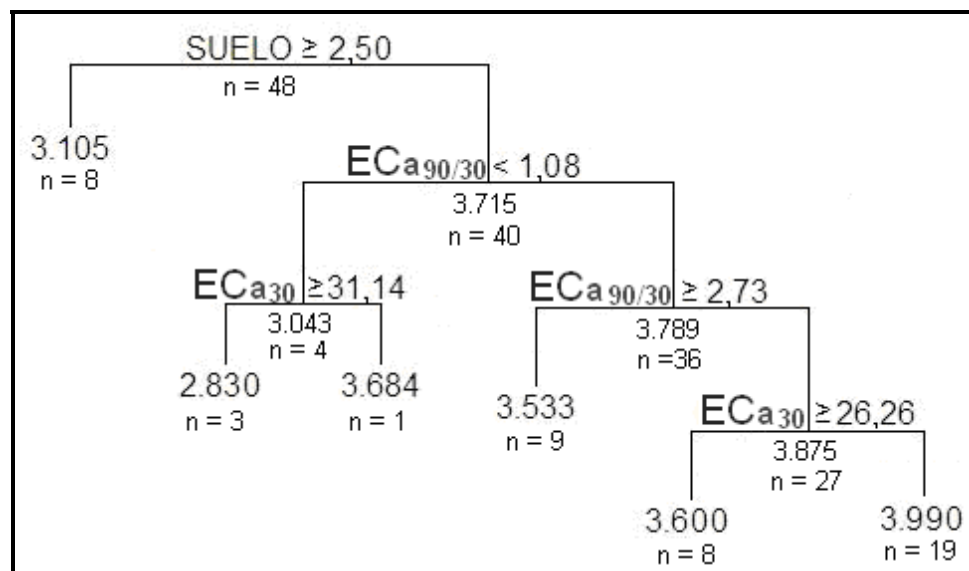 SUELO ≥ 2,50
n = 48
3.105
n = 8
ECa90/30 < 1,08
3.715
n = 40
ECa30 ≥31,14
3.043
n = 4
2.830
n = 3
3.684
n = 1
ECa90/30 ≥ 2,73
3.789
n =36
3.533
n = 9
ECa30 ≥26,26
3.875
n = 27
3.600
n = 8
3.990
n = 19